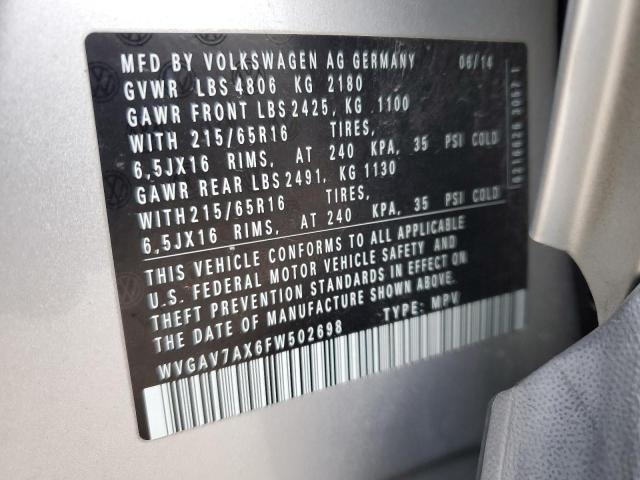 MFD BY VOLKSWAGEN AG GERMANY 06/14
GVWR LBS 4806 KG 2180
GAWR FRONT LBS 2425, KG 1100
WITH 215/65R16 TIRES,
6,5JX16 RIMS, AT 240 KPA, 35 PSI COLD
GAWR REAR LBS 2491, KG 1130
WITH 215/65R16 TIRES,
6,5JX16 RIMS, AT 240 KPA, 35 PSI COLD
THIS VEHICLE CONFORMS TO ALL APPLICABLE
U.S. FEDERAL MOTOR VEHICLE SAFETY AND
THEFT PREVENTION STANDARDS IN EFFECT ON
THE DATE OF MANUFACTURE SHOWN ABOVE.
WVGAV7AX6FW502698 TYPE: MPV